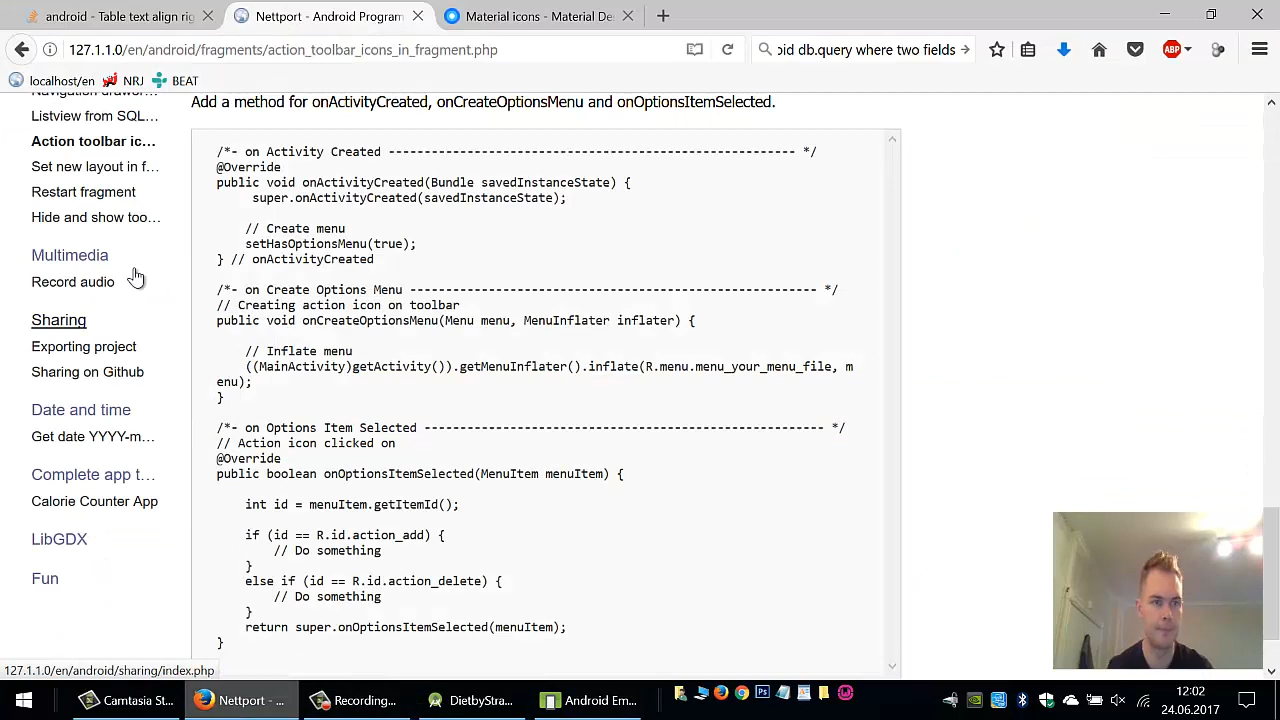 android - Table text align rig
Nettport - Android Program
Material icons - Material De
127.1.1.0/en/android/fragments/action_toolbar_icons_in_fragment.php
oid db.query where two fields
ABP
localhost/en
NRJ
BEAT
Listview from SQL...
Action toolbar ic...
Set new layout in f...
Restart fragment
Hide and show too...
Multimedia
Record audio
Sharing
Exporting project
Sharing on Github
Date and time
Get date YYYY-m...
Complete app t...
Calorie Counter App
LibGDX
Fun
Add a method for onActivityCreated, onCreateOptionsMenu and onOptionsItemSelected.
/*- on Activity Created --------------------------------------------------------- */
@Override
public void onActivityCreated(Bundle savedInstanceState) {
super.onActivityCreated(savedInstanceState);
// Create menu
setHasOptionsMenu(true);
} // onActivityCreated
/*- on Create Options Menu --------------------------------------------------------- */
// Creating action icon on toolbar
public void onCreateOptionsMenu(Menu menu, MenuInflater inflater) {
// Inflate menu
((MainActivity)getActivity()).getMenuInflater().inflate(R.menu.menu_your_menu_file, m
enu);
}
/*- on Options Item Selected -------------------------------------------------------- */
// Action icon clicked on
@Override
public boolean onOptionsItemSelected(MenuItem menuItem) {
int id = menuItem.getItemId();
if (id == R.id.action_add) {
// Do something
}
else if (id == R.id.action_delete) {
// Do something
}
return super.onOptionsItemSelected(menuItem);
}
127.1.1.0/en/android/sharing/index.php
Camtasia St...
Nettport - ...
Recording...
DietbyStra...
Android Em...
12:02
24.06.2017